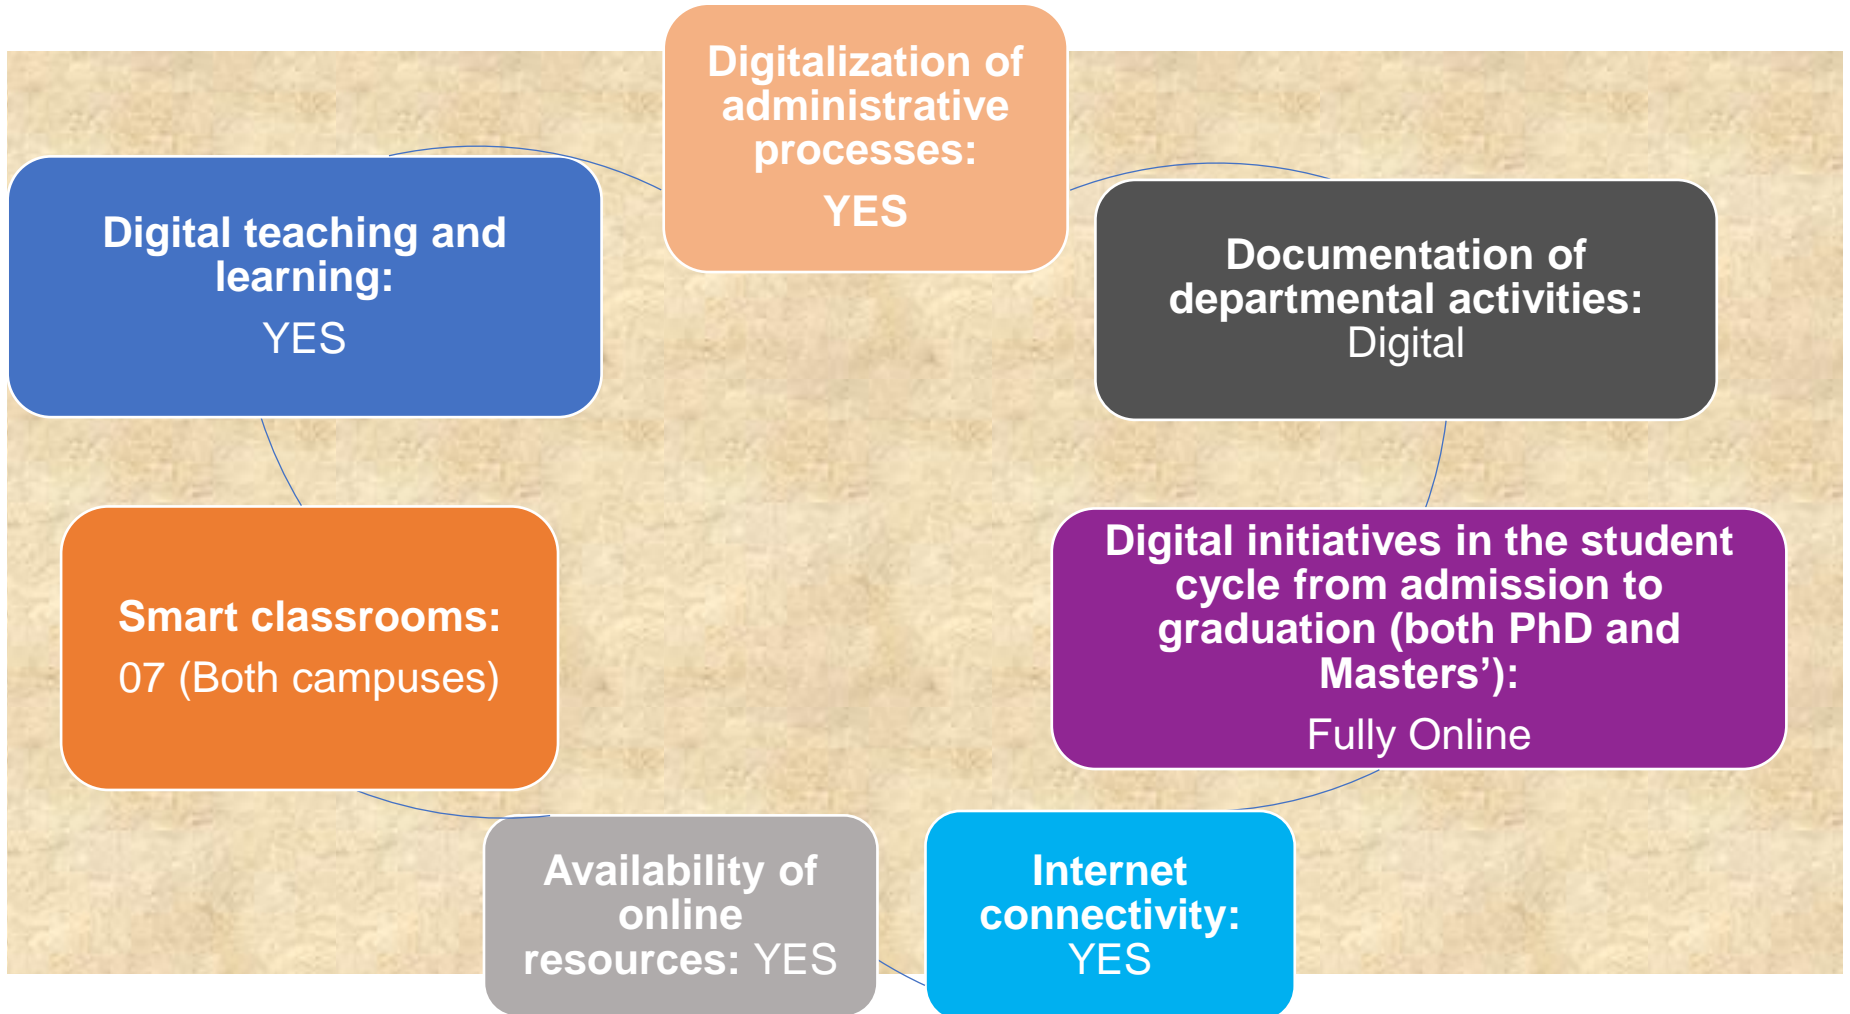 Digitalization of
administrative
processes:
YES
Documentation of
departmental activities:
Digital
Digital initiatives in the student
cycle from admission to
graduation (both PhD and
Masters’):
Fully Online
Internet
connectivity:
YES
Availability of
online
resources: YES
Smart classrooms:
07 (Both campuses)
Digital teaching and
learning:
YES